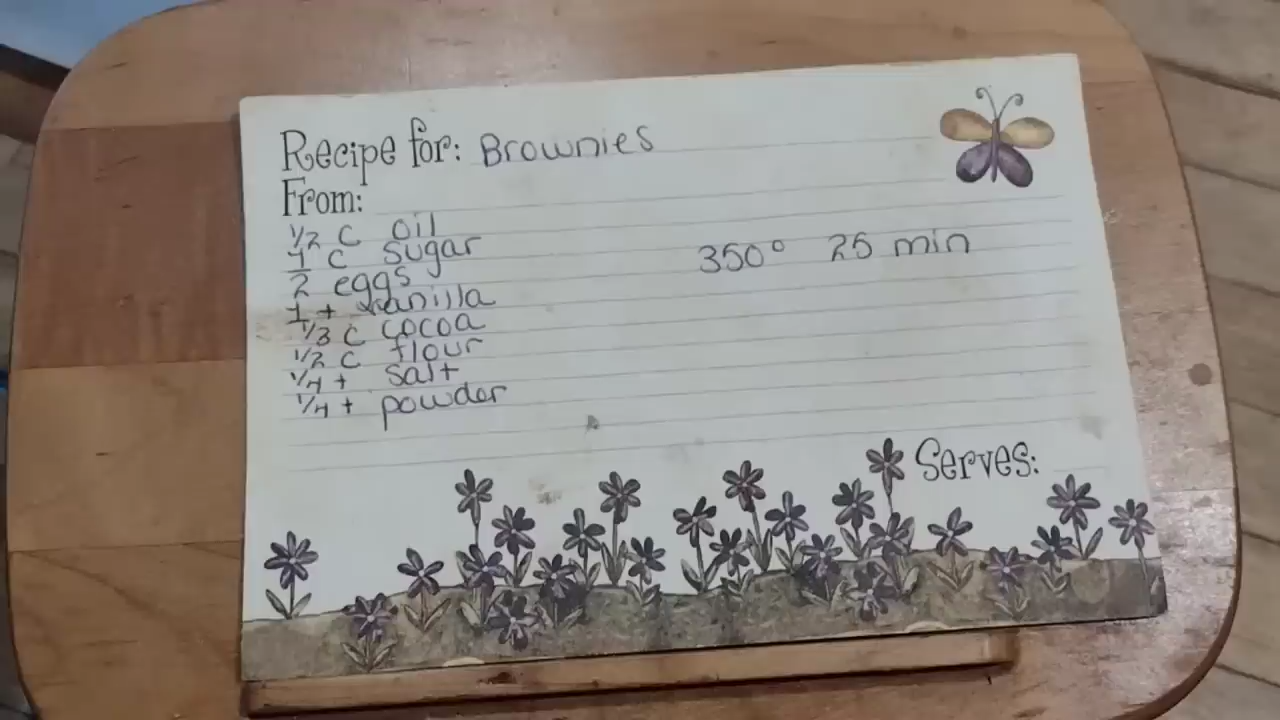 Recipe for: Brownies
From:
1/2 c oil
1 c sugar
2 eggs
1 t vanilla
1/3 c cocoa
1/2 c flour
1/4 t salt
1/4 t powder
350° 25 min
Serves: